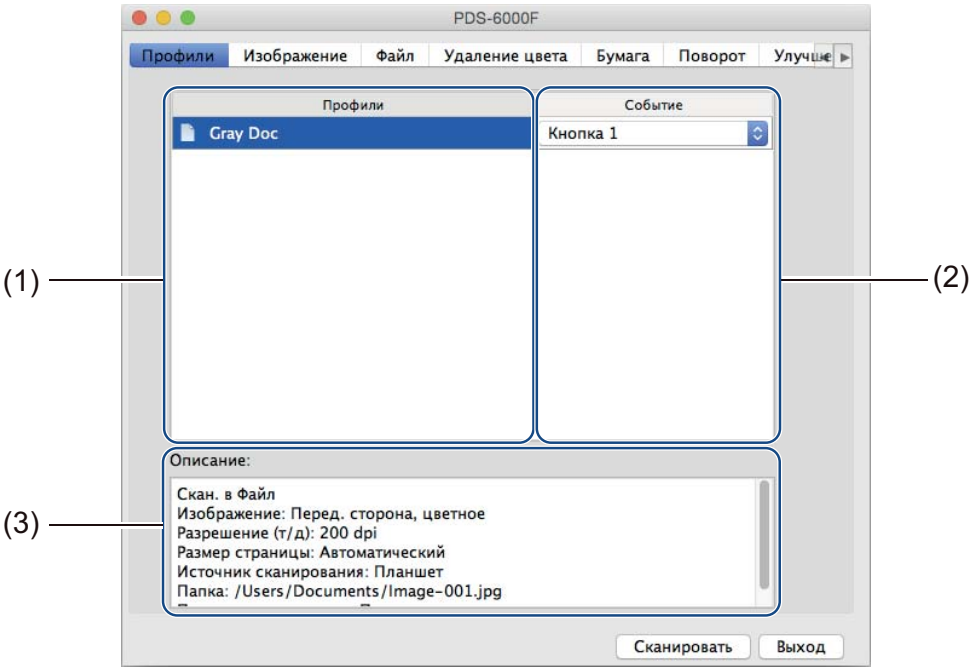 PDS-6000F
Профили Изображение Файл Удаление цвета Бумага Поворот
Профили Событие
Gray Doc Кнопка 1
(1) (2)
Описание:
Скан. в Файл
Изображение: Перед. сторона, цветное
(3)
Разрешение (т/д): 200 dpi
Размер страницы: Автоматический
Источник сканирования: Планшет
Папка: /Users/Documents/Image-001.jpg
Сканировать Выход